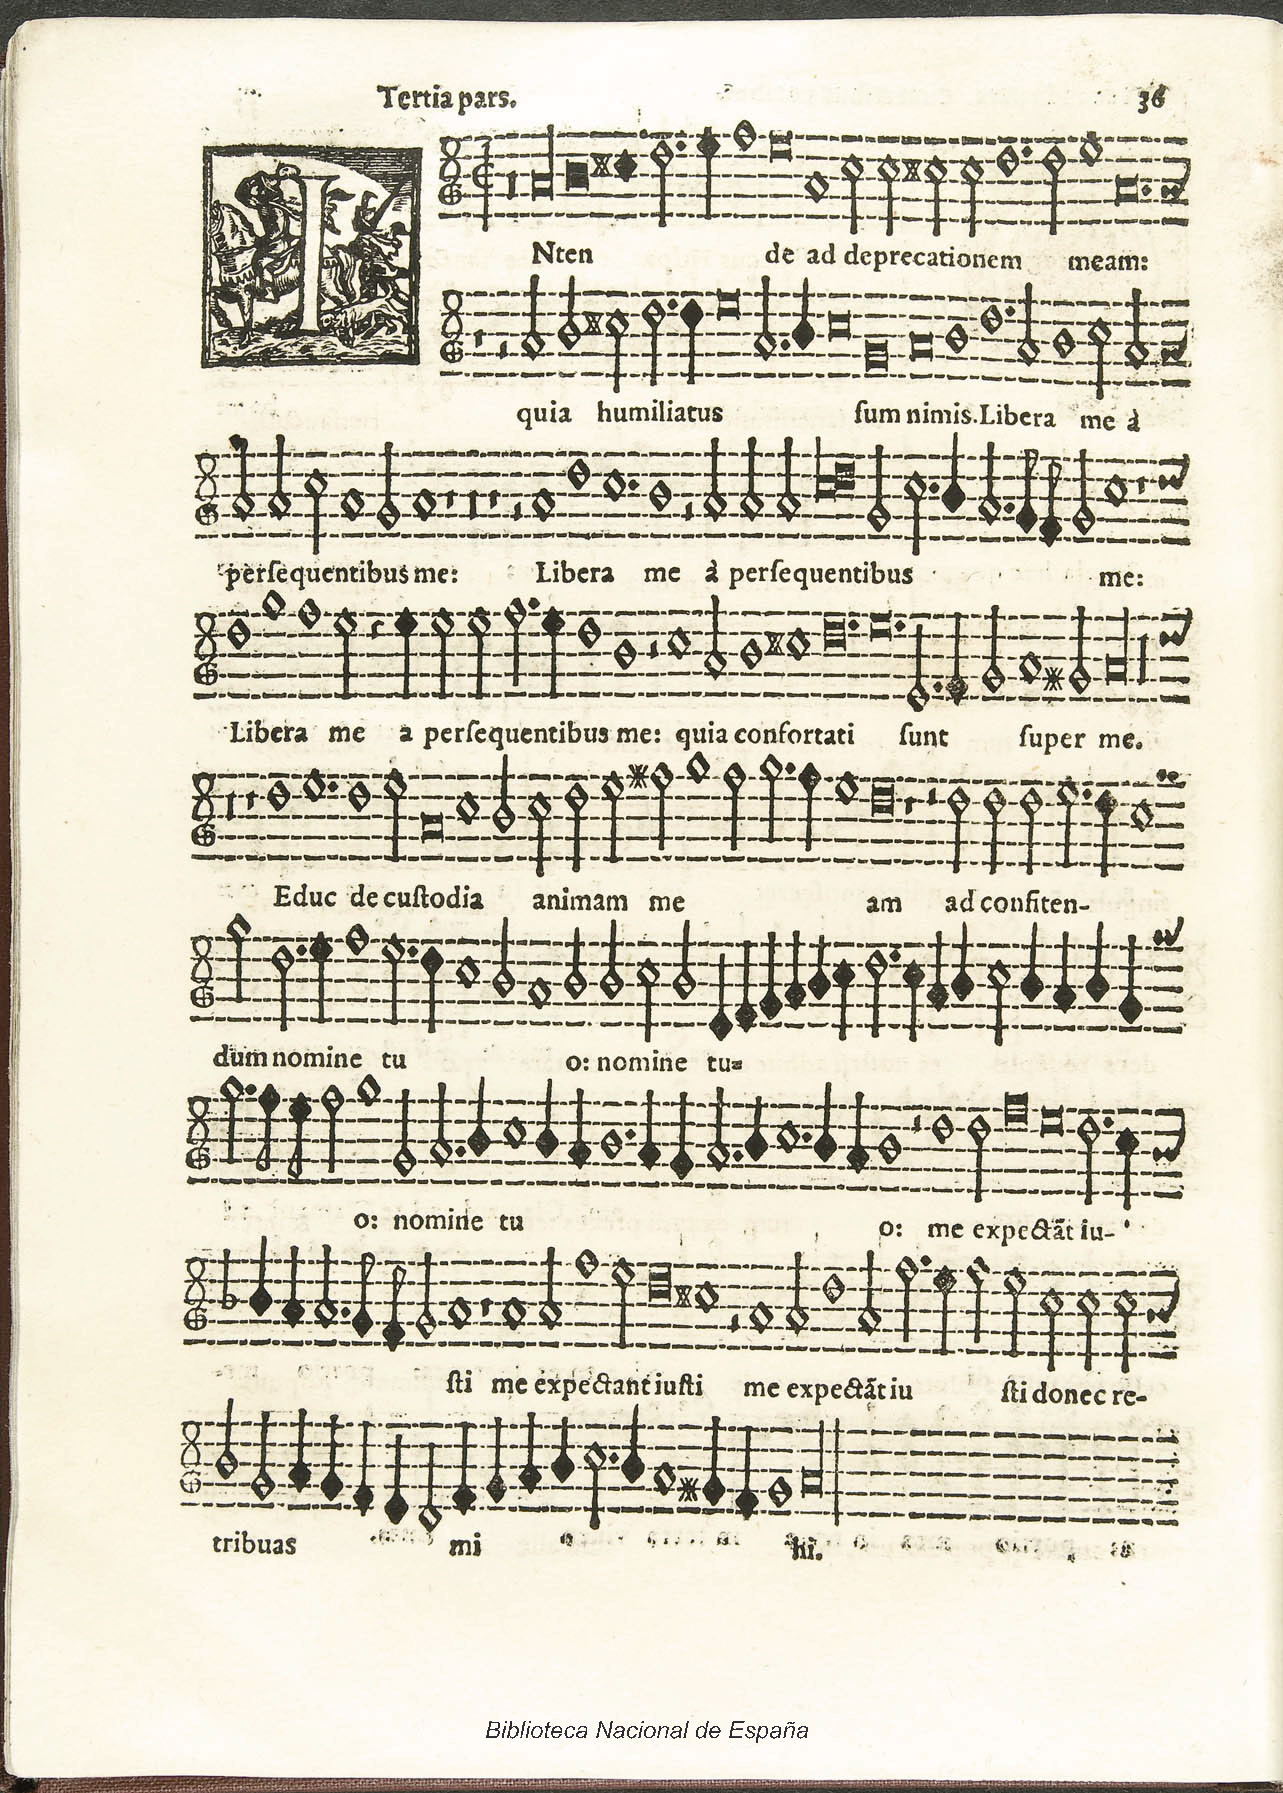 Tertia pars. 36
INten de ad deprecationem meam:
quia humiliatus ſum nimis. Libera me à
perſequentibus me: Libera me à perſequentibus me:
Libera me a perſequentibus me: quia confortati ſunt ſuper me.
Educ de cuſtodia animam me am ad confiten-
dum nomine tu o: nomine tu-
o: nomine tu o: me expectãt iu-
ſti me expectant iuſti me expectãt iu ſti donec re-
tribuas mi hi.
Biblioteca Nacional de España